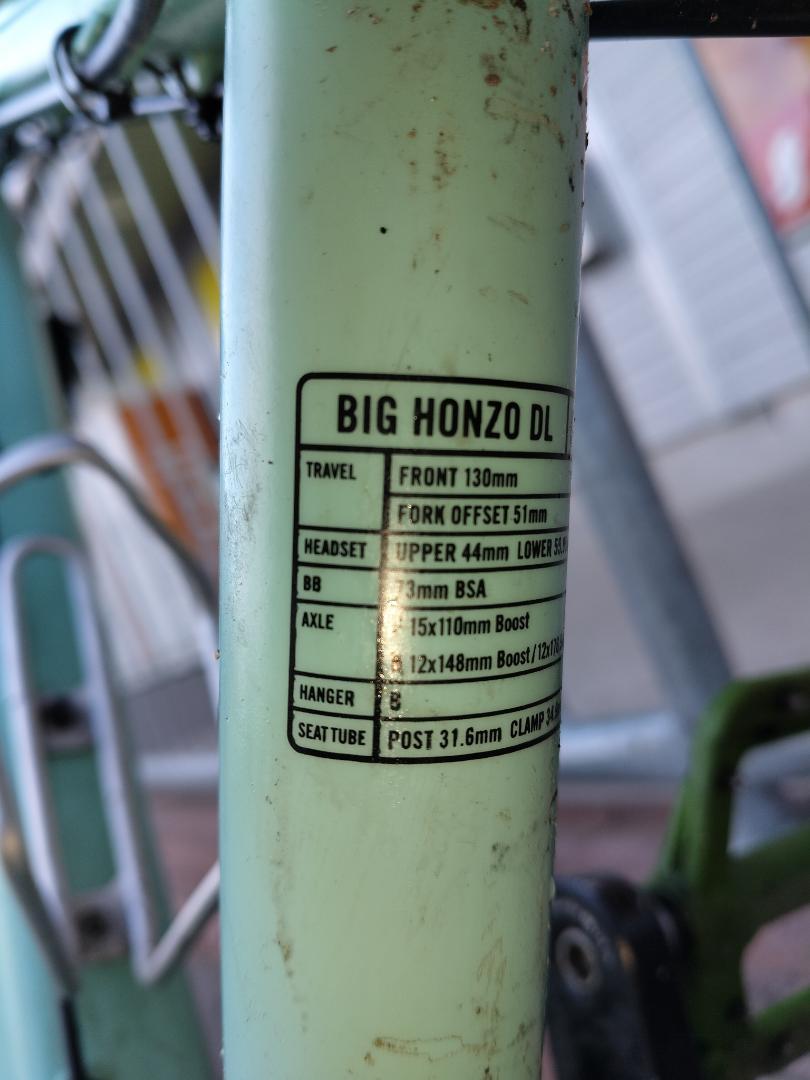 BIG HONZO DL
TRAVEL FRONT 130mm
FORK OFFSET 51mm
HEADSET UPPER 44mm LOWER
BB 73mm BSA
AXLE F 15x110mm Boost
R 12x148mm Boost /
HANGER B
SEAT TUBE POST 31.6mm CLAMP